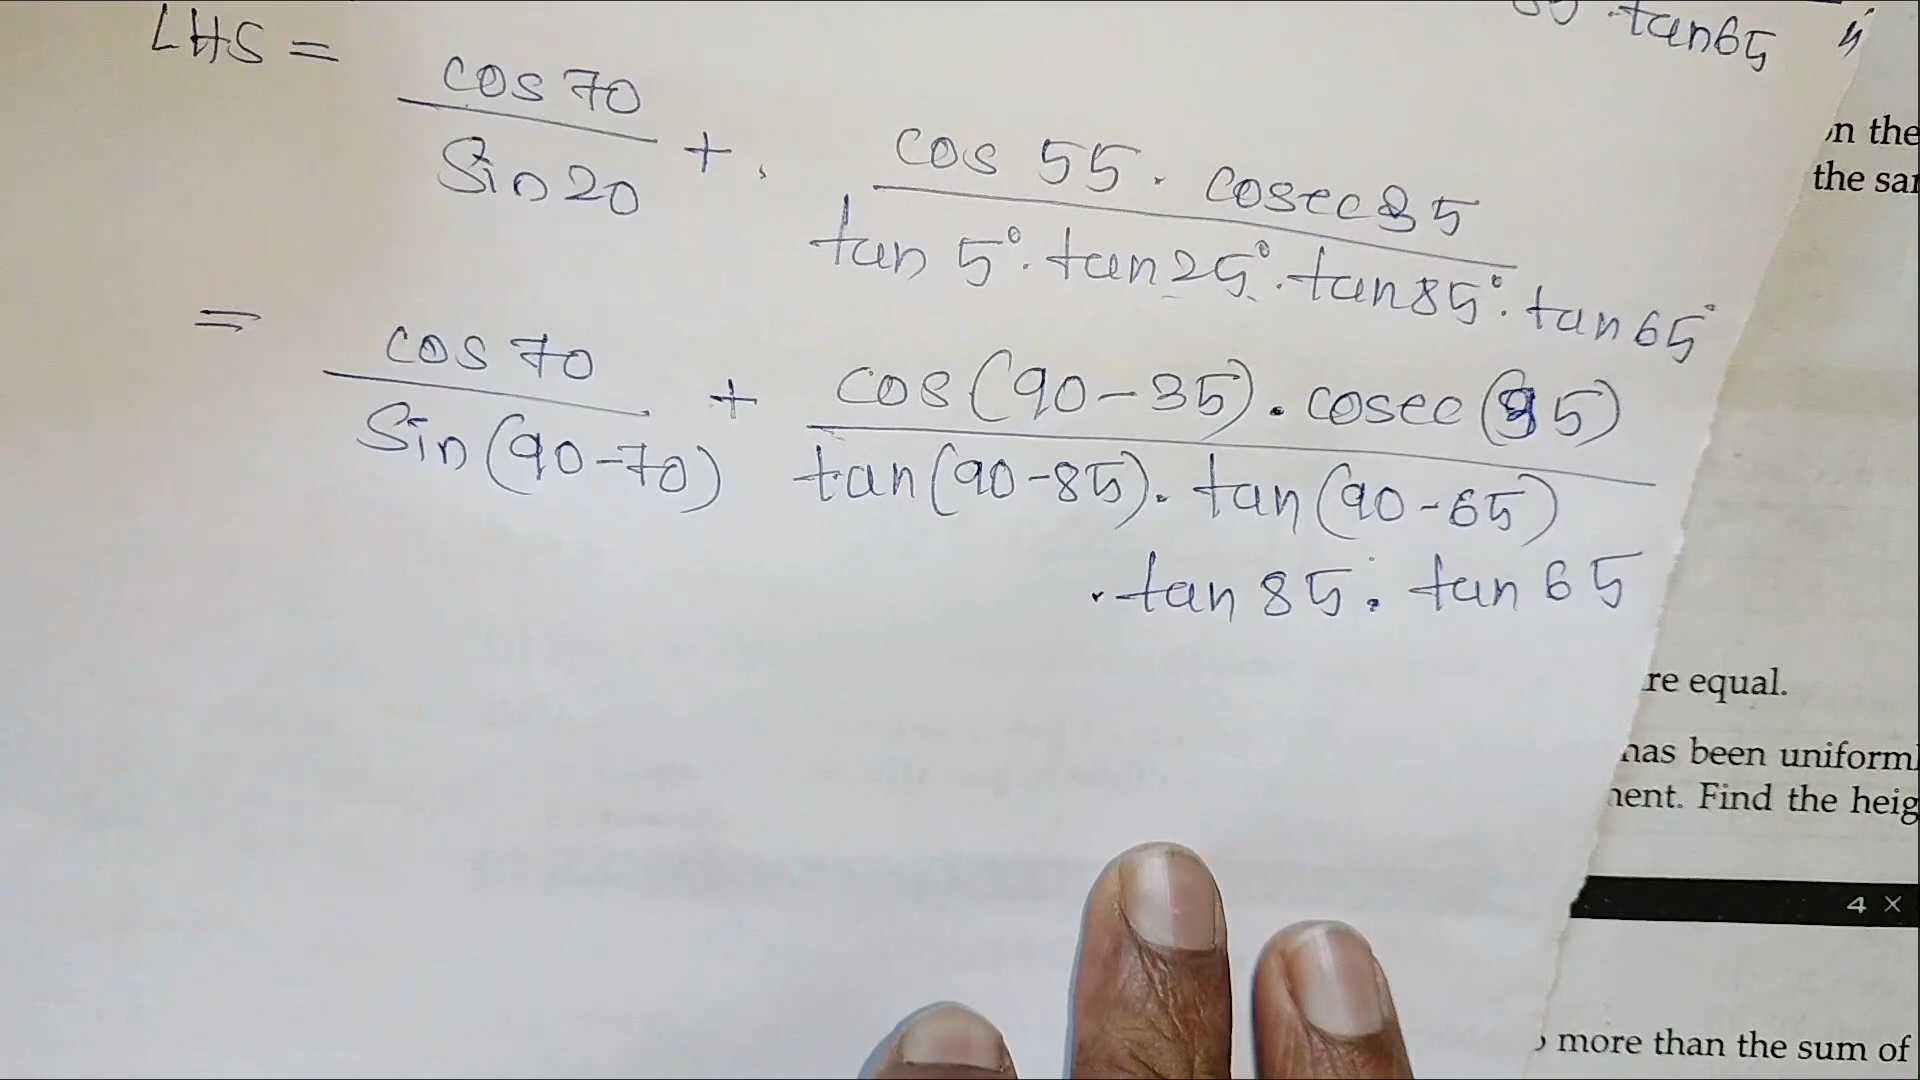 .tan65
LHS = cos 70 / Sin 20 + cos 55 . cosec 35 / tan 5° . tan 25° . tan 85° . tan 65°
= cos 70 / Sin (90-70) + cos (90-35) . cosec (35) / tan (90-85) . tan (90-65)
. tan 85 . tan 65
n the
the sa
re equal.
has been uniform
ent. Find the heig
4 ×
more than the sum of